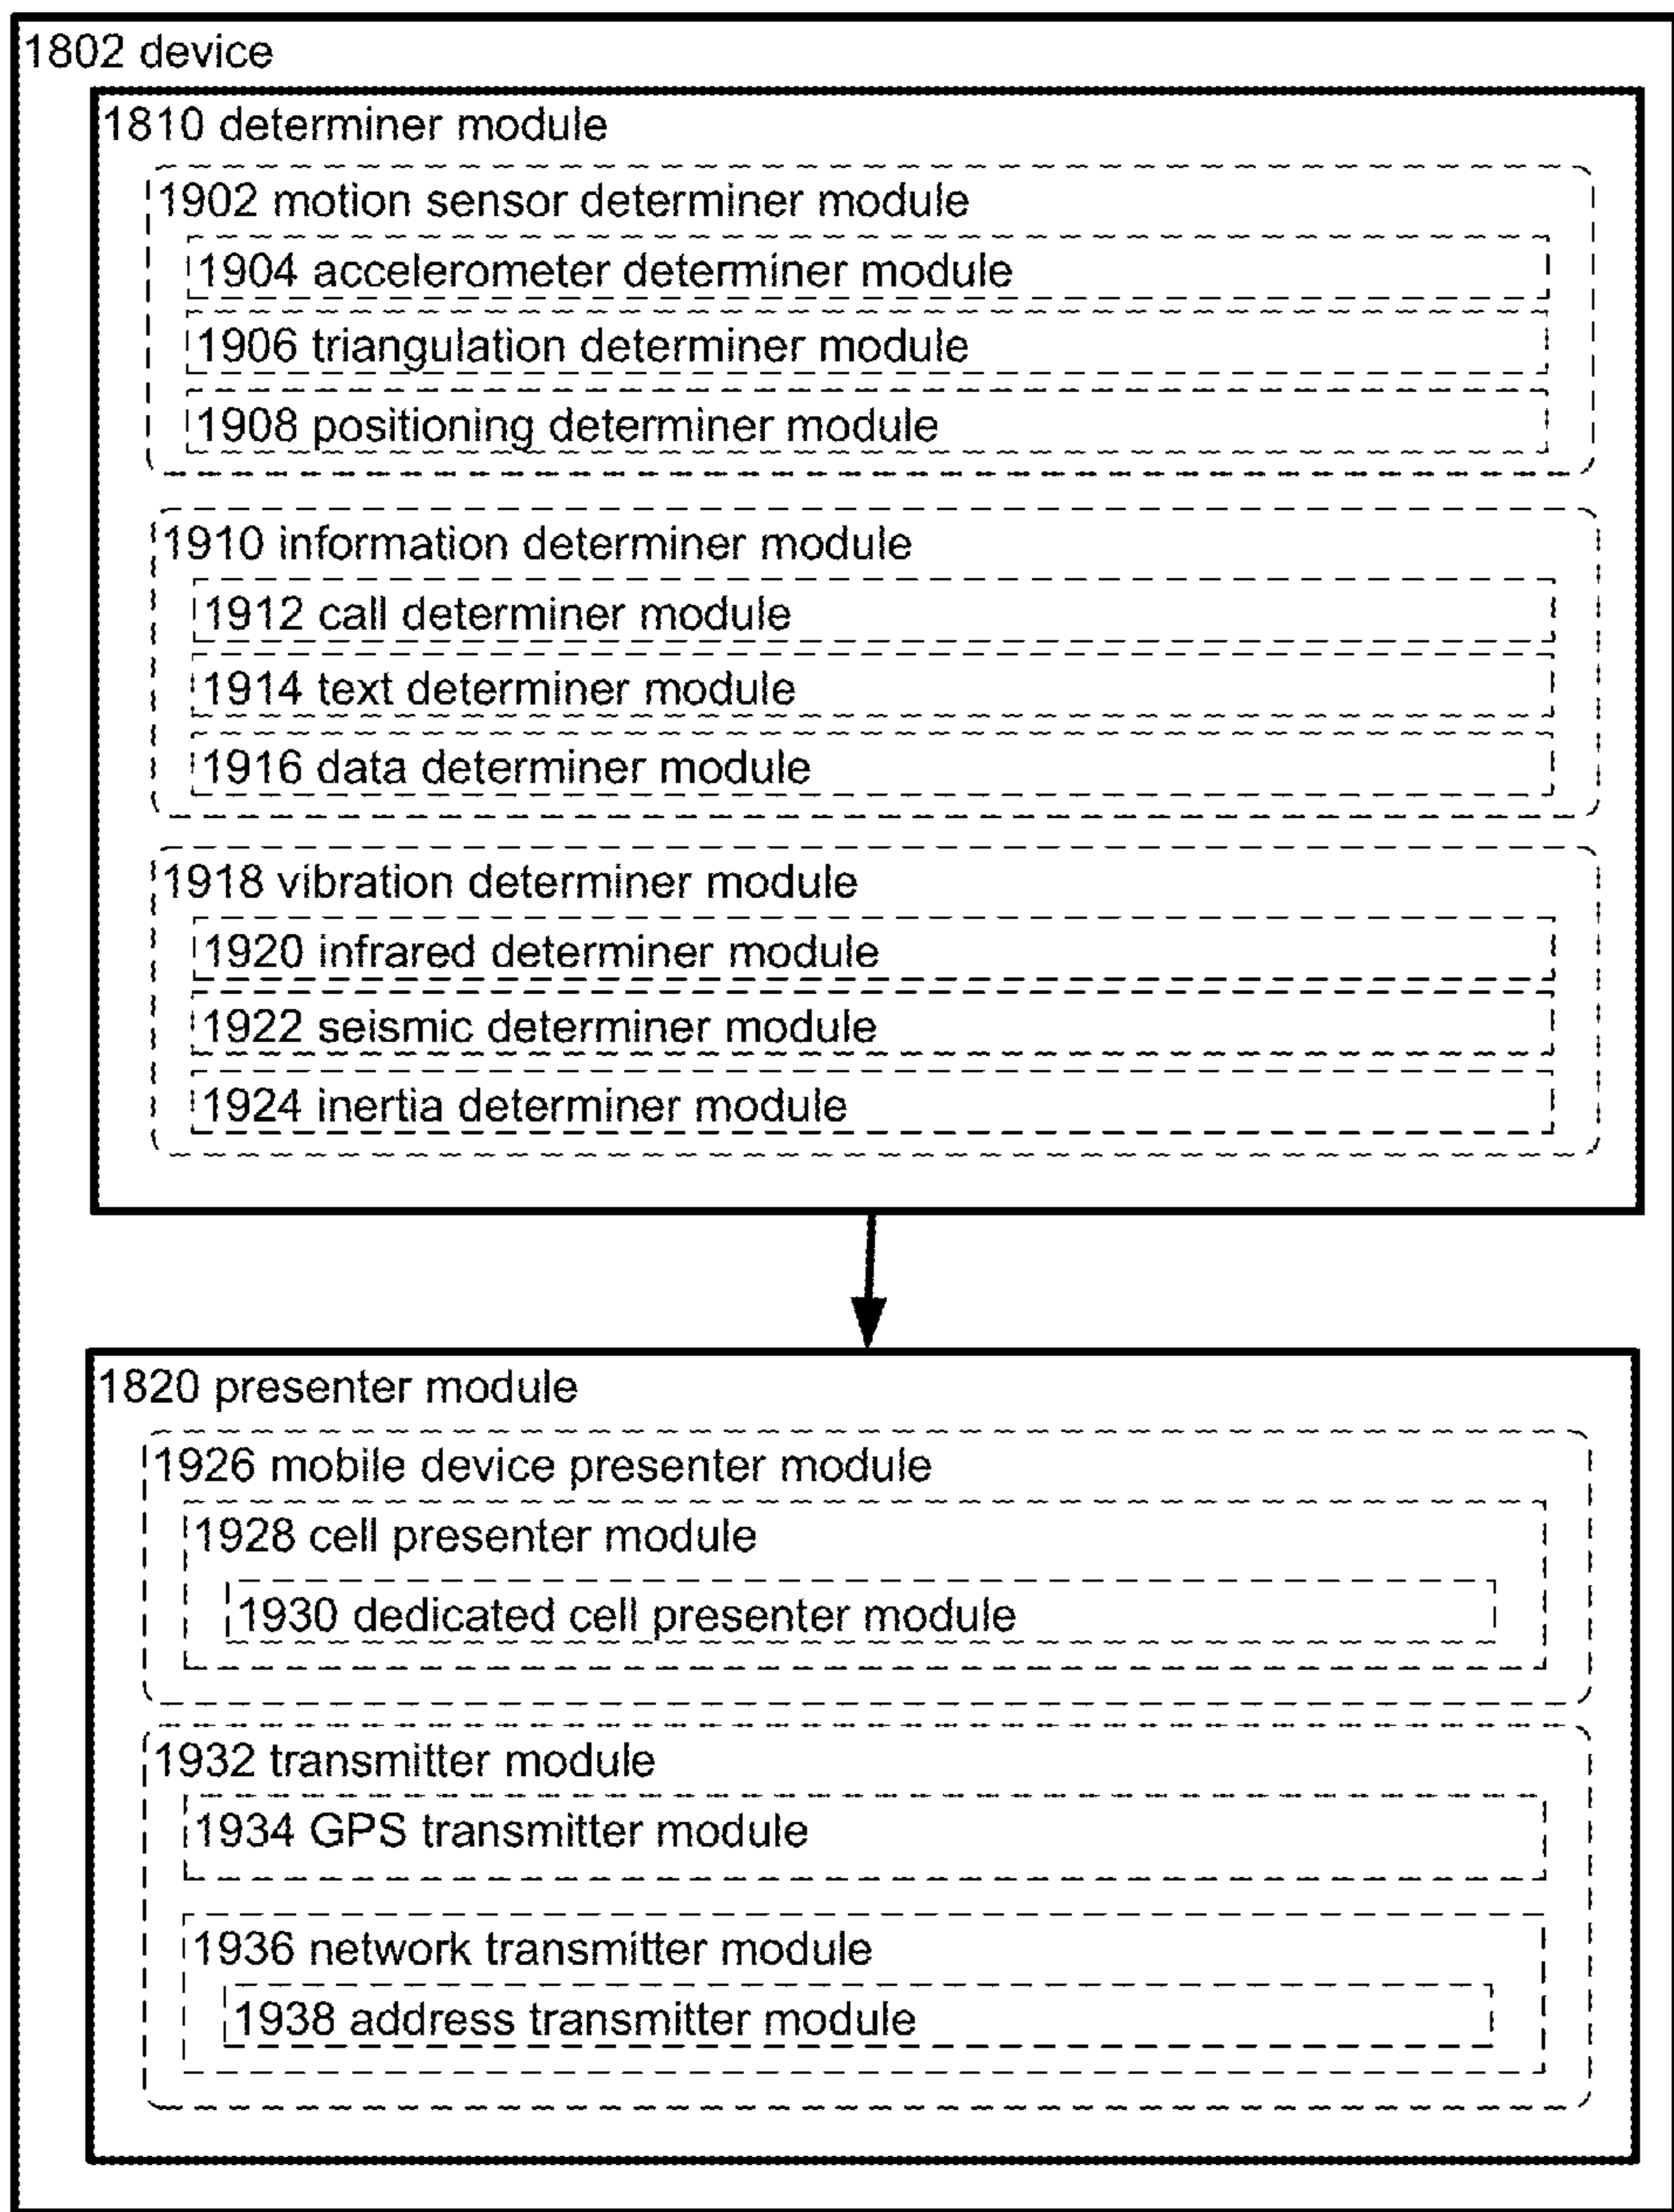 1802 device
1810 determiner module
1902 motion sensor determiner module
1904 accelerometer determiner module
1906 triangulation determiner module
1908 positioning determiner module
1910 information determiner module
1912 call determiner module
1914 text determiner module
1916 data determiner module
1918 vibration determiner module
1920 infrared determiner module
1922 seismic determiner module
1924 inertia determiner module
1820 presenter module
1926 mobile device presenter module
1928 cell presenter module
1930 dedicated cell presenter module
1932 transmitter module
1934 GPS transmitter module
1936 network transmitter module
1938 address transmitter module